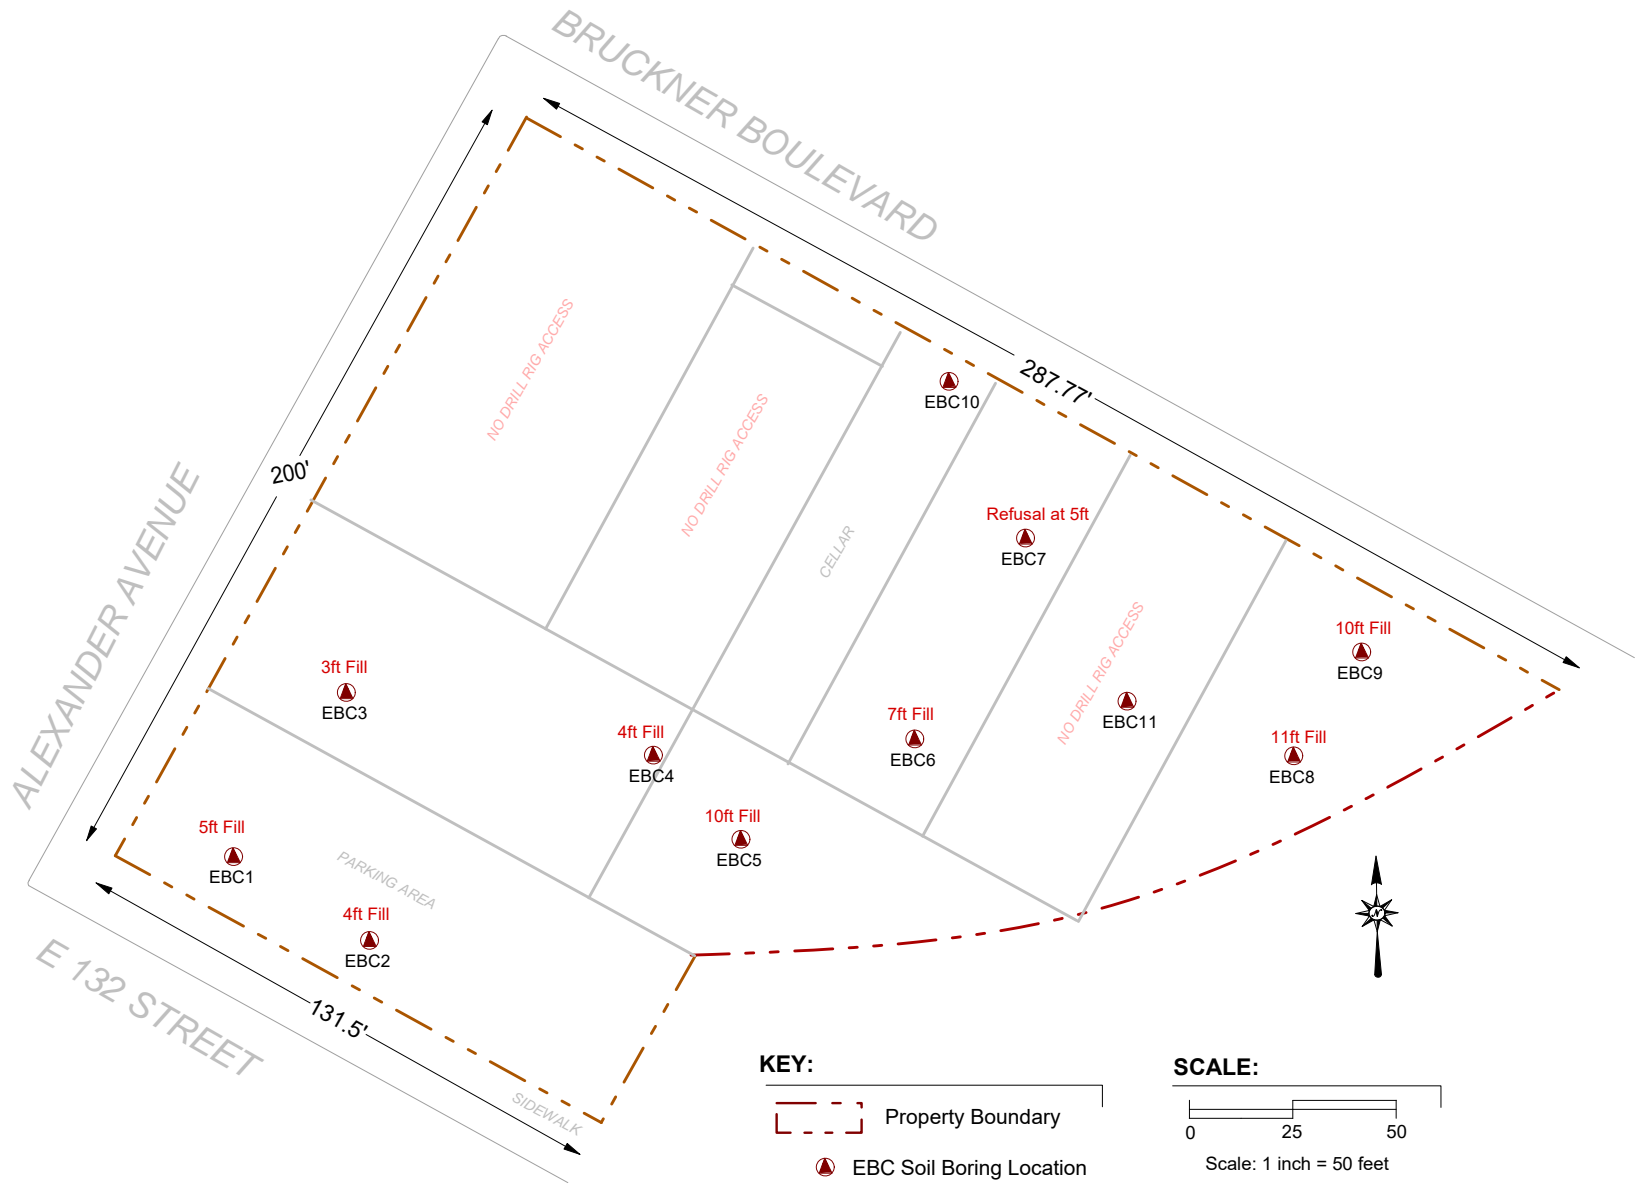 BRUCKNER BOULEVARD
287.77'
200'
ALEXANDER AVENUE
NO DRILL RIG ACCESS
NO DRILL RIG ACCESS
EBC10
CELLAR
Refusal at 5ft
EBC7
NO DRILL RIG ACCESS
EBC11
10ft Fill
EBC9
11ft Fill
EBC8
3ft Fill
EBC3
4ft Fill
EBC4
7ft Fill
EBC6
10ft Fill
EBC5
5ft Fill
EBC1
PARKING AREA
4ft Fill
EBC2
E 132 STREET
131.5'
SIDEWALK
N
KEY:
Property Boundary
EBC Soil Boring Location
SCALE:
0 25 50
Scale: 1 inch = 50 feet